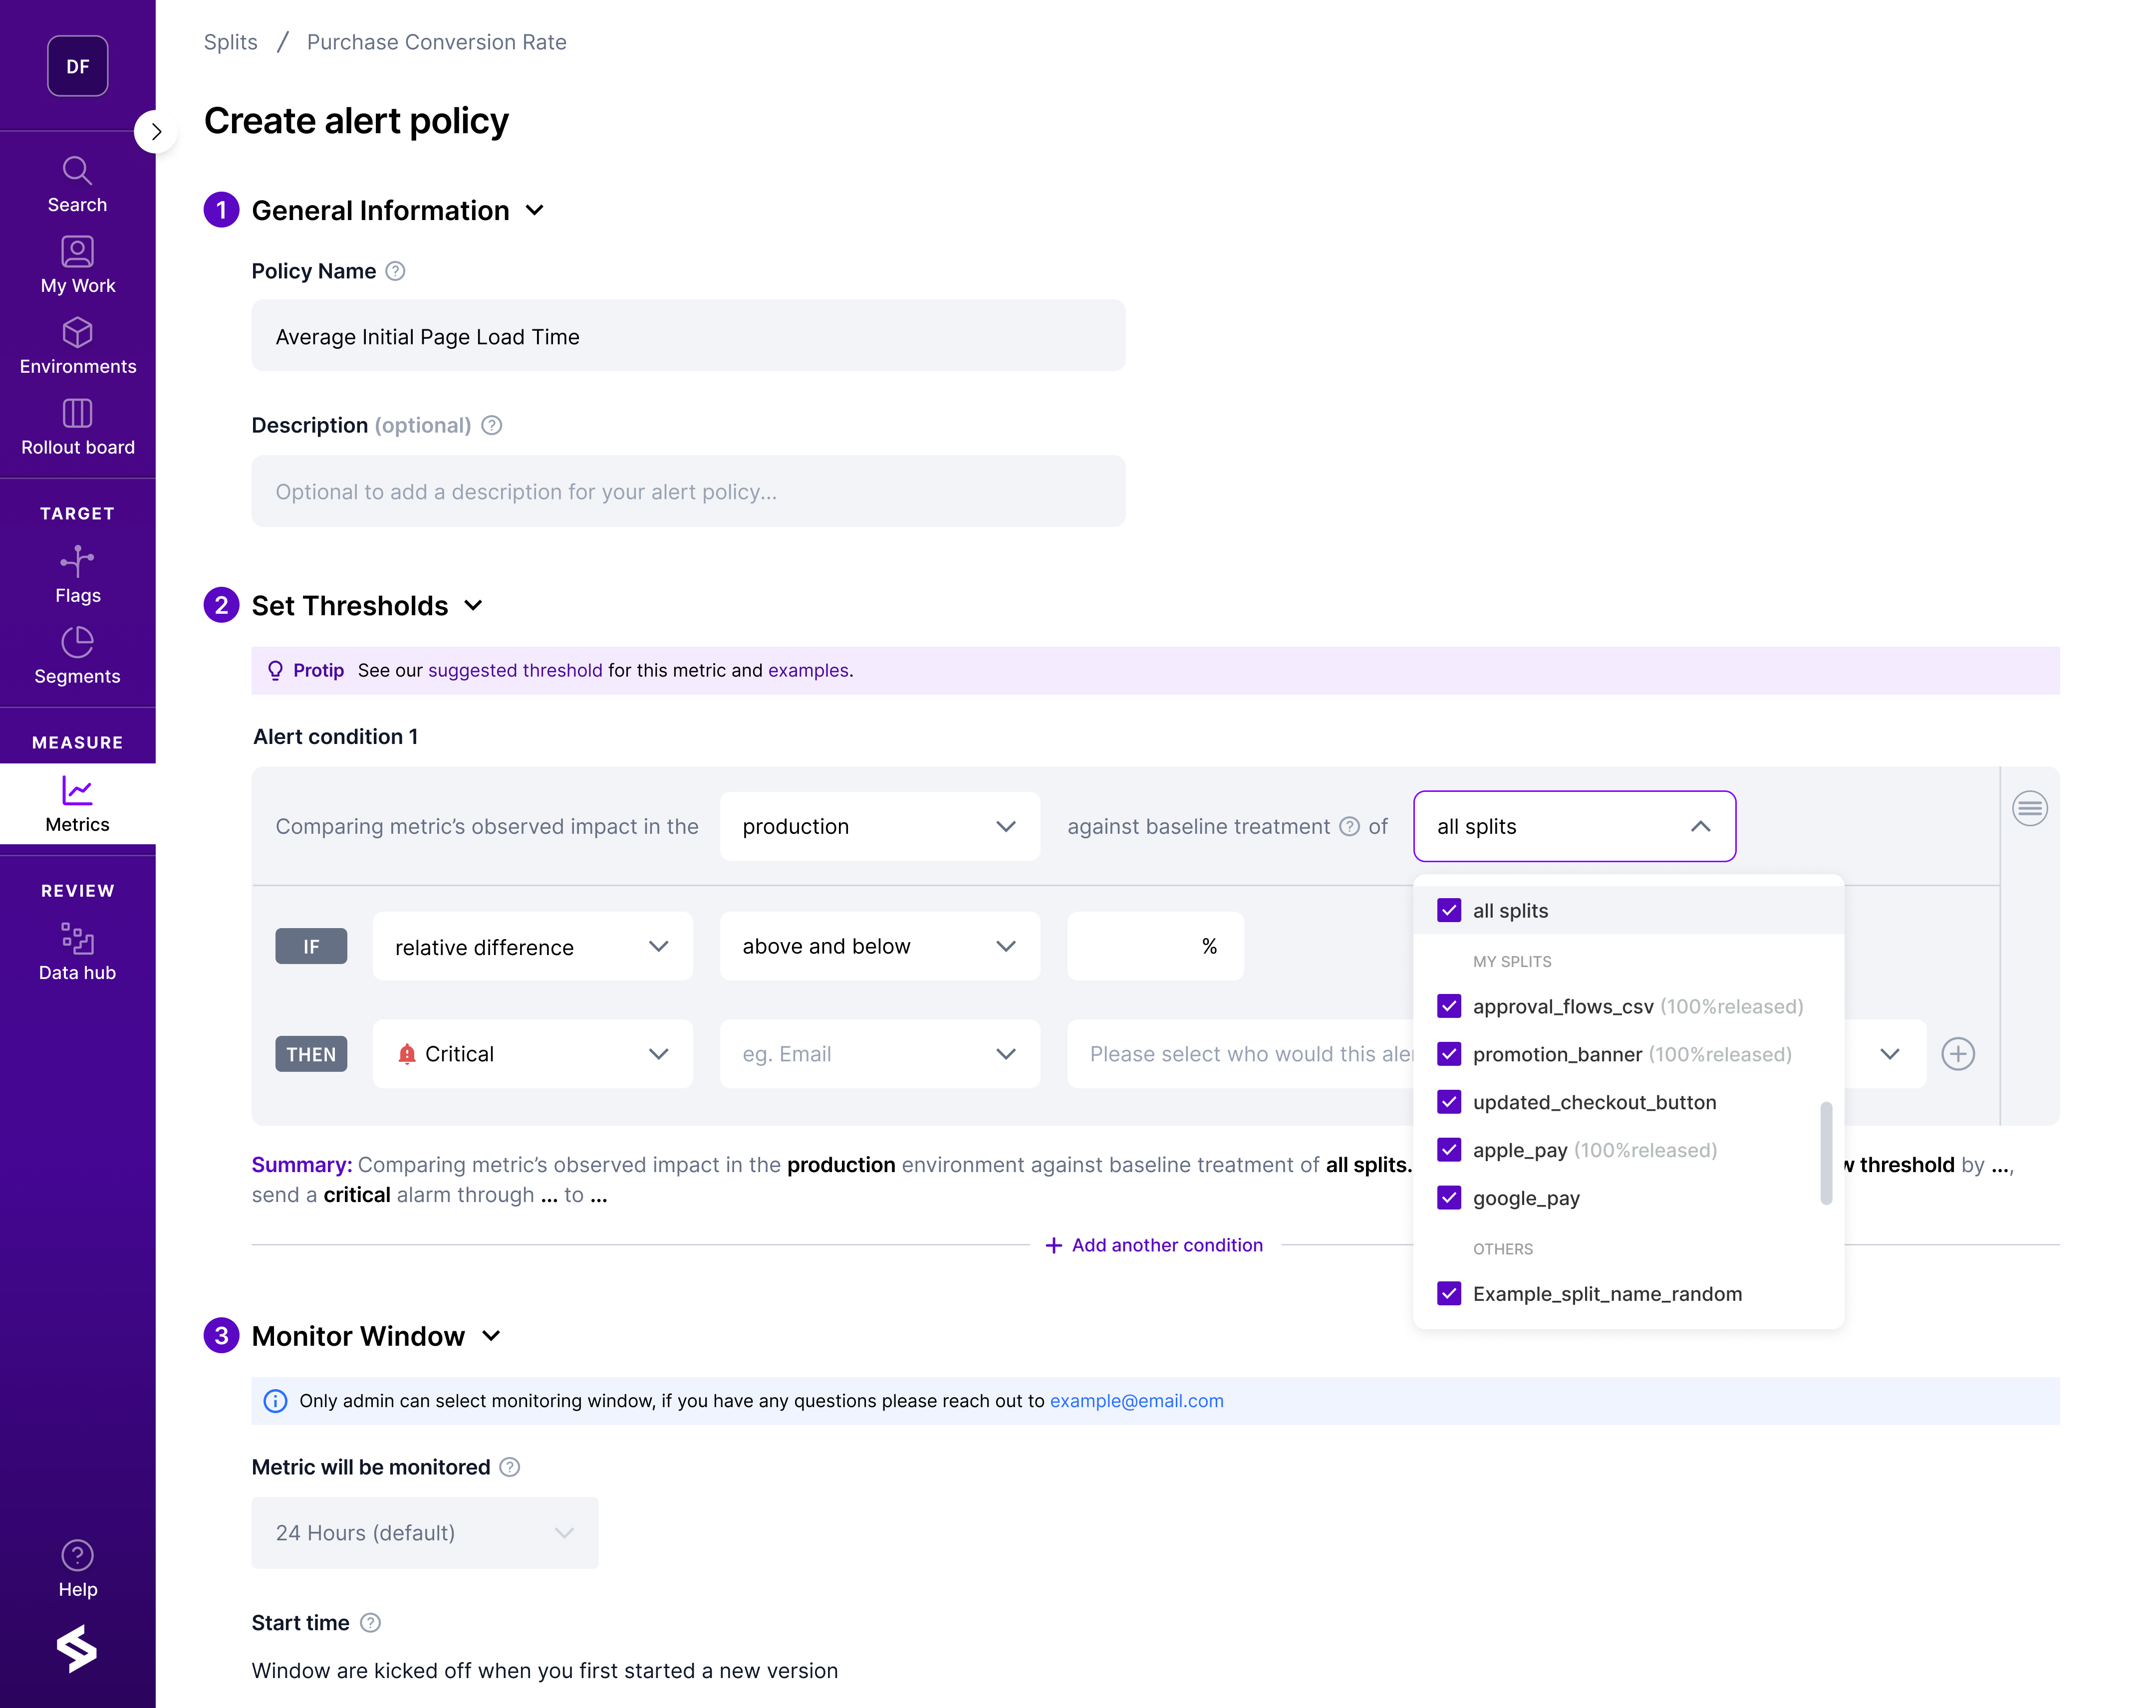 DF
Search
My Work
Environments
Rollout board
TARGET
Flags
Segments
MEASURE
Metrics
REVIEW
Data hub
Help
Splits / Purchase Conversion Rate
Create alert policy
1 General Information
Policy Name ?
Average Initial Page Load Time
Description (optional) ?
Optional to add a description for your alert policy...
2 Set Thresholds
Protip See our suggested threshold for this metric and examples.
Alert condition 1
Comparing metric’s observed impact in the production against baseline treatment ? of all splits
IF relative difference above and below %
THEN Critical eg. Email Please select who would this
all splits
MY SPLITS
approval_flows_csv (100%released)
promotion_banner (100%released)
updated_checkout_button
apple_pay (100%released)
google_pay
OTHERS
Example_split_name_random
Summary: Comparing metric’s observed impact in the production environment against baseline treatment of all splits. threshold by ...,
send a critical alarm through ... to ...
+ Add another condition
3 Monitor Window
Only admin can select monitoring window, if you have any questions please reach out to example@email.com
Metric will be monitored ?
24 Hours (default)
Start time ?
Window are kicked off when you first started a new version